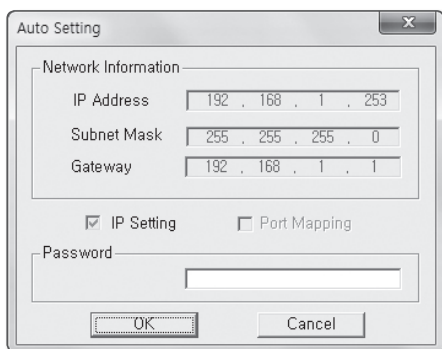 Auto Setting
x
Network Information
IP Address 192 . 168 . 1 . 253
Subnet Mask 255 . 255 . 255 . 0
Gateway 192 . 168 . 1 . 1
IP Setting Port Mapping
Password
OK Cancel